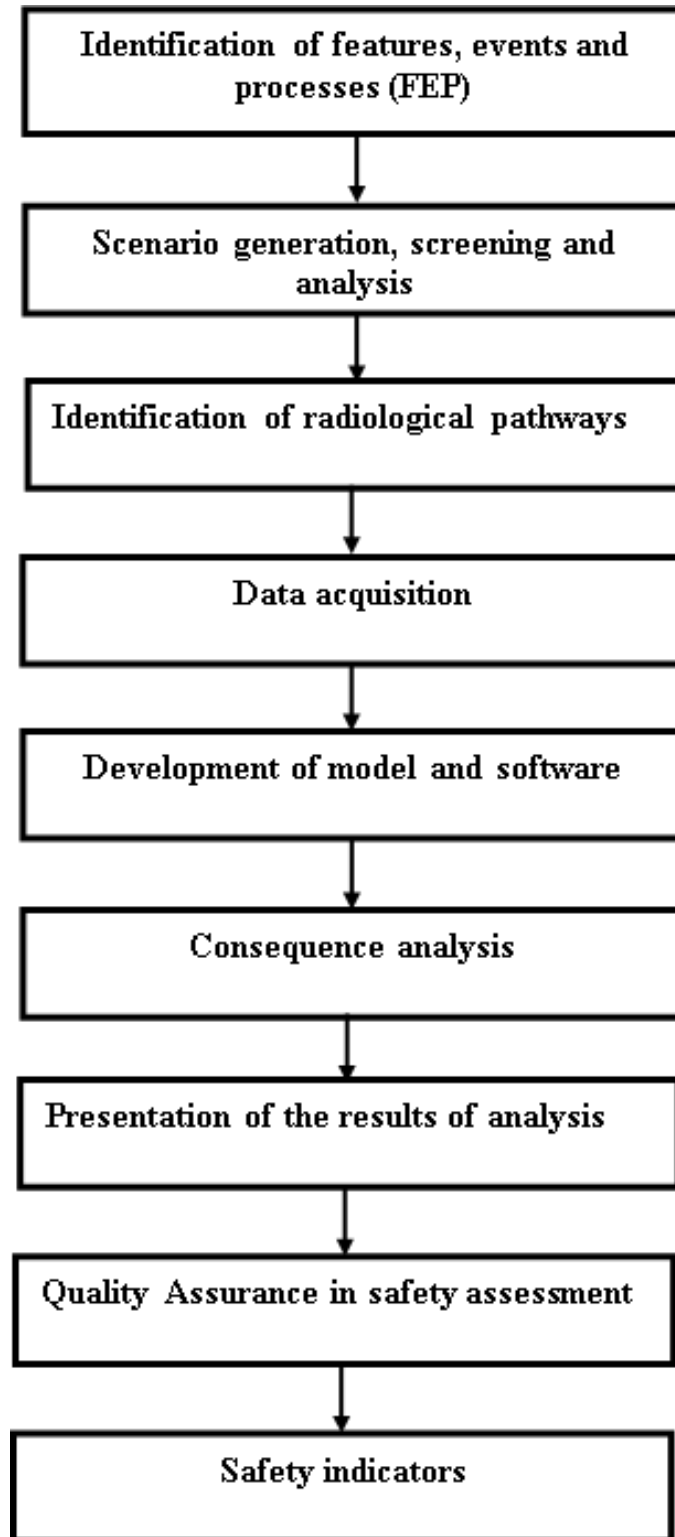 Identification of features, events and
processes (FEP)
Scenario generation, screening and
analysis
Identification of radiological pathways
Data acquisition
Development of model and software
Consequence analysis
Presentation of the results of analysis
Quality Assurance in safety assessment
Safety indicators